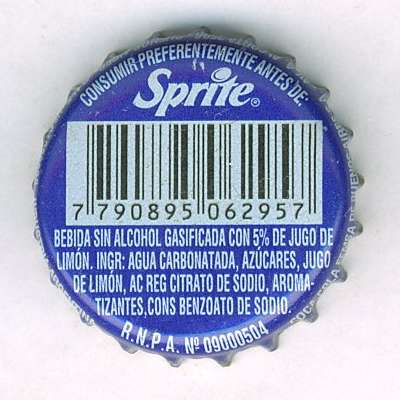 CONSUMIR PREFERENTEMENTE ANTES DE.
Sprite®
7 790895 062957
BEBIDA SIN ALCOHOL GASIFICADA CON 5% DE JUGO DE
LIMÓN. INGR: AGUA CARBONATADA, AZÚCARES, JUGO
DE LIMÓN, AC REG CITRATO DE SODIO, AROMA-
TIZANTES,CONS BENZOATO DE SODIO.
R.N.P.A. Nº 09000504